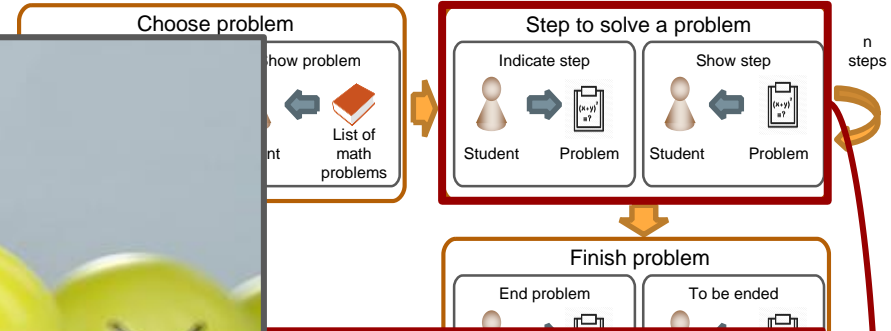 Choose problem
how problem
nt
List of
math
problems
Step to solve a problem
Indicate step
Student
Problem
Show step
Student
Problem
n
steps
Finish problem
End problem
To be ended